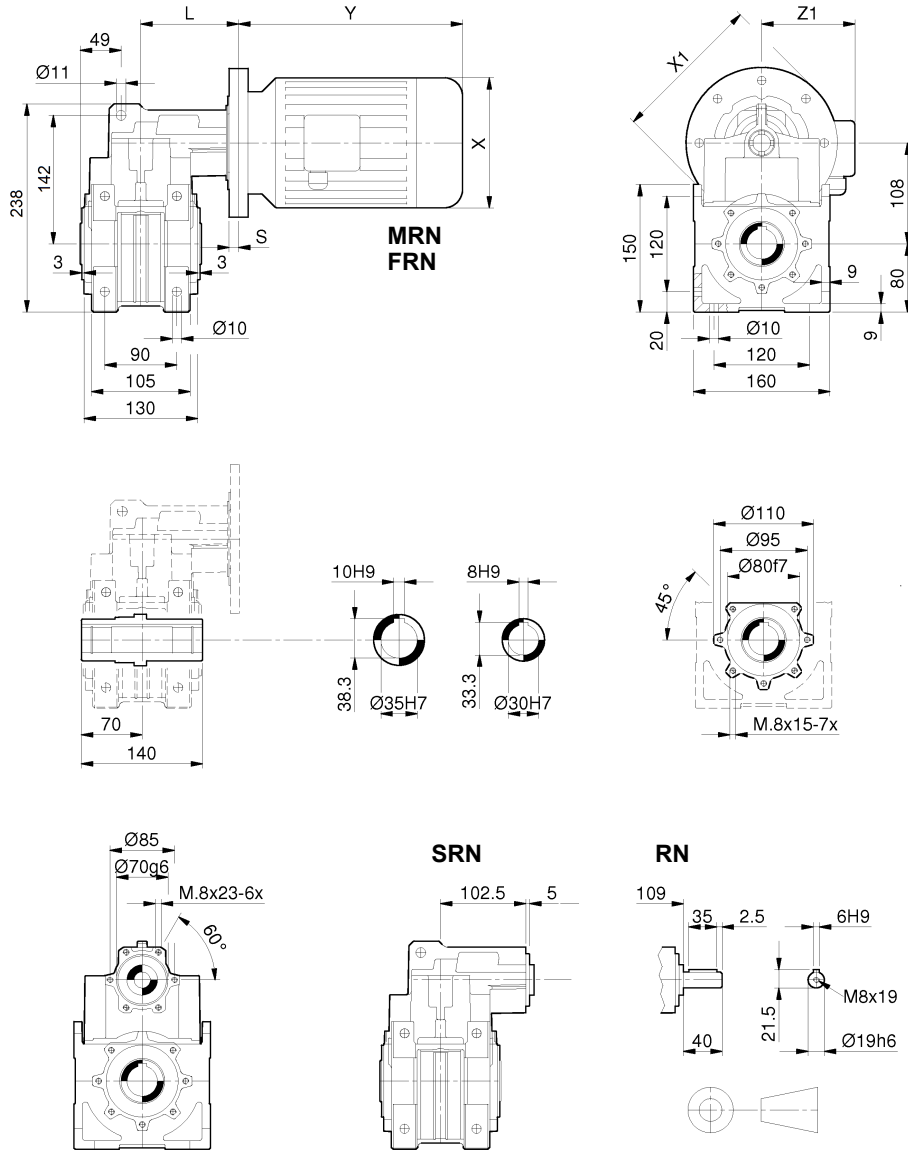 L
Y
49
Ø11
238
142
X
S
3
3
MRN
FRN
Ø10
90
105
130
X1
Z1
108
150
120
9
80
20
Ø10
9
120
160
10H9
8H9
38.3
33.3
Ø35H7
Ø30H7
70
140
Ø110
Ø95
Ø80f7
45°
M.8x15-7x
Ø85
Ø70g6
M.8x23-6x
60°
SRN
102.5
5
RN
109
35
2.5
6H9
21.5
M8x19
40
Ø19h6